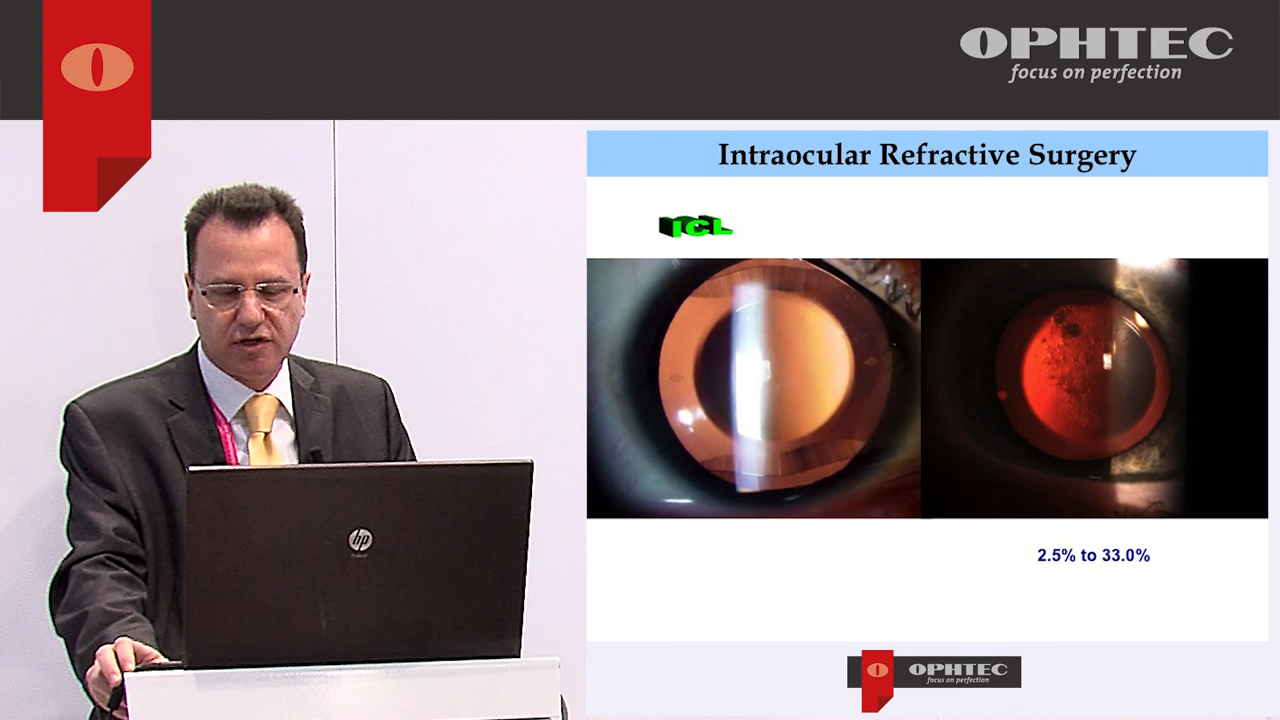 OPHTEC
focus on perfection
Intraocular Refractive Surgery
ICL
hp
2.5% to 33.0%
OPHTEC
focus on perfection